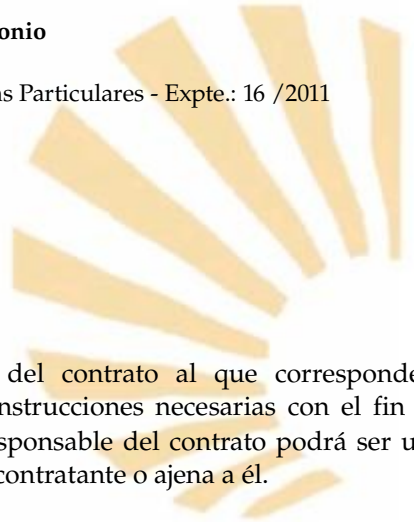 onio
s Particulares - Expte.: 16 /2011
del contrato al que corresponde
nstrucciones necesarias con el fin
sponsable del contrato podrá ser u
contratante o ajena a él.